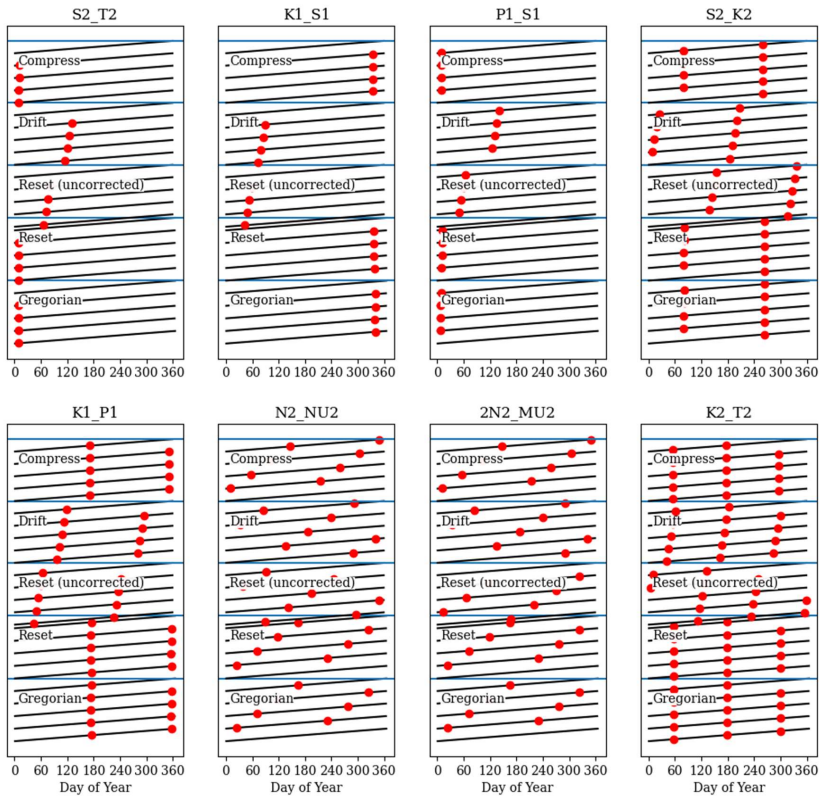 S2_T2 K1_S1 P1_S1 S2_K2
Compress Compress Compress Compress
Drift Drift Drift Drift
Reset (uncorrected) Reset (uncorrected) Reset (uncorrected) Reset (uncorrected)
Reset Reset Reset Reset
Gregorian Gregorian Gregorian Gregorian
0 60 120 180 240 300 360 0 60 120 180 240 300 360 0 60 120 180 240 300 360 0 60 120 180 240 300 360
K1_P1 N2_NU2 2N2_MU2 K2_T2
Compress Compress Compress Compress
Drift Drift Drift Drift
Reset (uncorrected) Reset (uncorrected) Reset (uncorrected) Reset (uncorrected)
Reset Reset Reset Reset
Gregorian Gregorian Gregorian Gregorian
0 60 120 180 240 300 360 0 60 120 180 240 300 360 0 60 120 180 240 300 360 0 60 120 180 240 300 360
Day of Year Day of Year Day of Year Day of Year